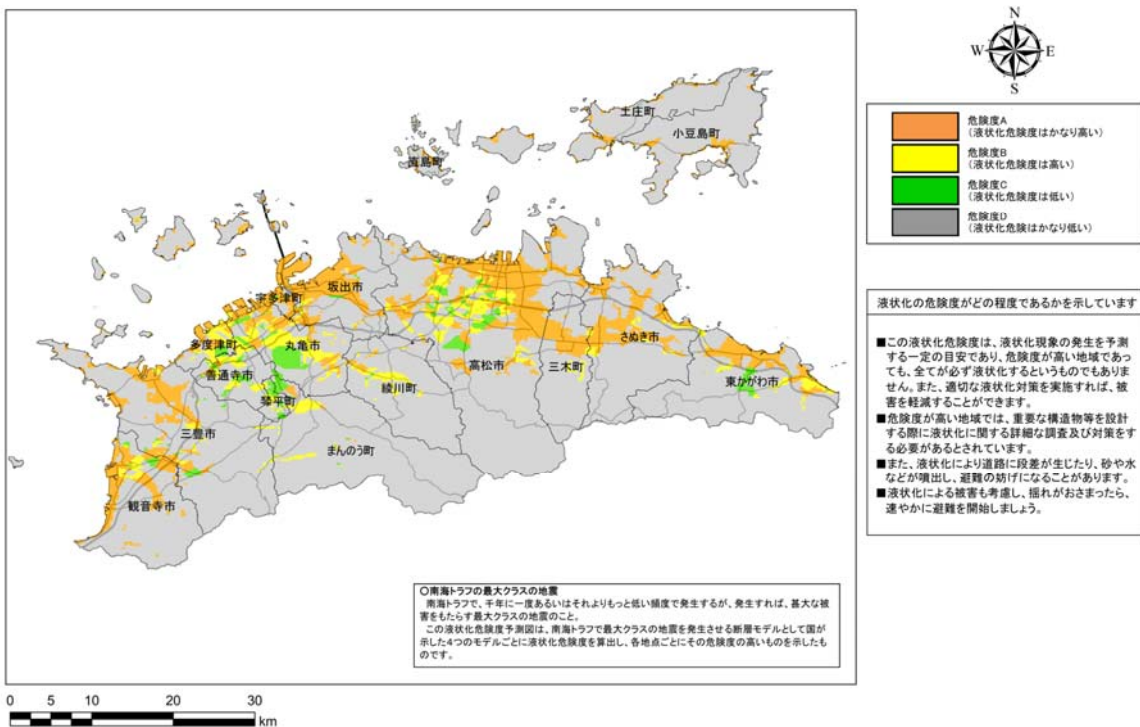 N
W
E
S
危険度A
(液状化危険度はかなり高い)
危険度B
(液状化危険度は高い)
危険度C
(液状化危険度は低い)
危険度D
(液状化危険はかなり低い)
液状化の危険度がどの程度であるかを示しています
■この液状化危険度は、液状化現象の発生を予測
する一定の目安であり、危険度が高い地域であっ
ても、全てが必ず液状化するというものでもありま
せん。また、適切な液状化対策を実施すれば、被
害を軽減することができます。
■危険度が高い地域では、重要な構造物等を設計
する際に液状化に関する詳細な調査及び対策をす
る必要があるとされています。
■また、液状化により道路に段差が生じたり、砂や水
などが噴出し、避難の妨げになることがあります。
■液状化による被害も考慮し、揺れがおさまったら、
速やかに避難を開始しましょう。
土庄町
小豆島町
直島町
宇多津町
坂出市
多度津町
丸亀市
善通寺市
琴平町
綾川町
高松市
三木町
さぬき市
東かがわ市
三豊市
まんのう町
観音寺市
○南海トラフの最大クラスの地震
南海トラフで、千年に一度あるいはそれよりもっと低い頻度で発生するが、発生すれば、甚大な被
害をもたらす最大クラスの地震のこと。
この液状化危険度予測図は、南海トラフで最大クラスの地震を発生させる断層モデルとして国が
示した4つのモデルごとに液状化危険度を算出し、各地点ごとにその危険度の高いものを示したも
のです。
0 5 10 20 30
km